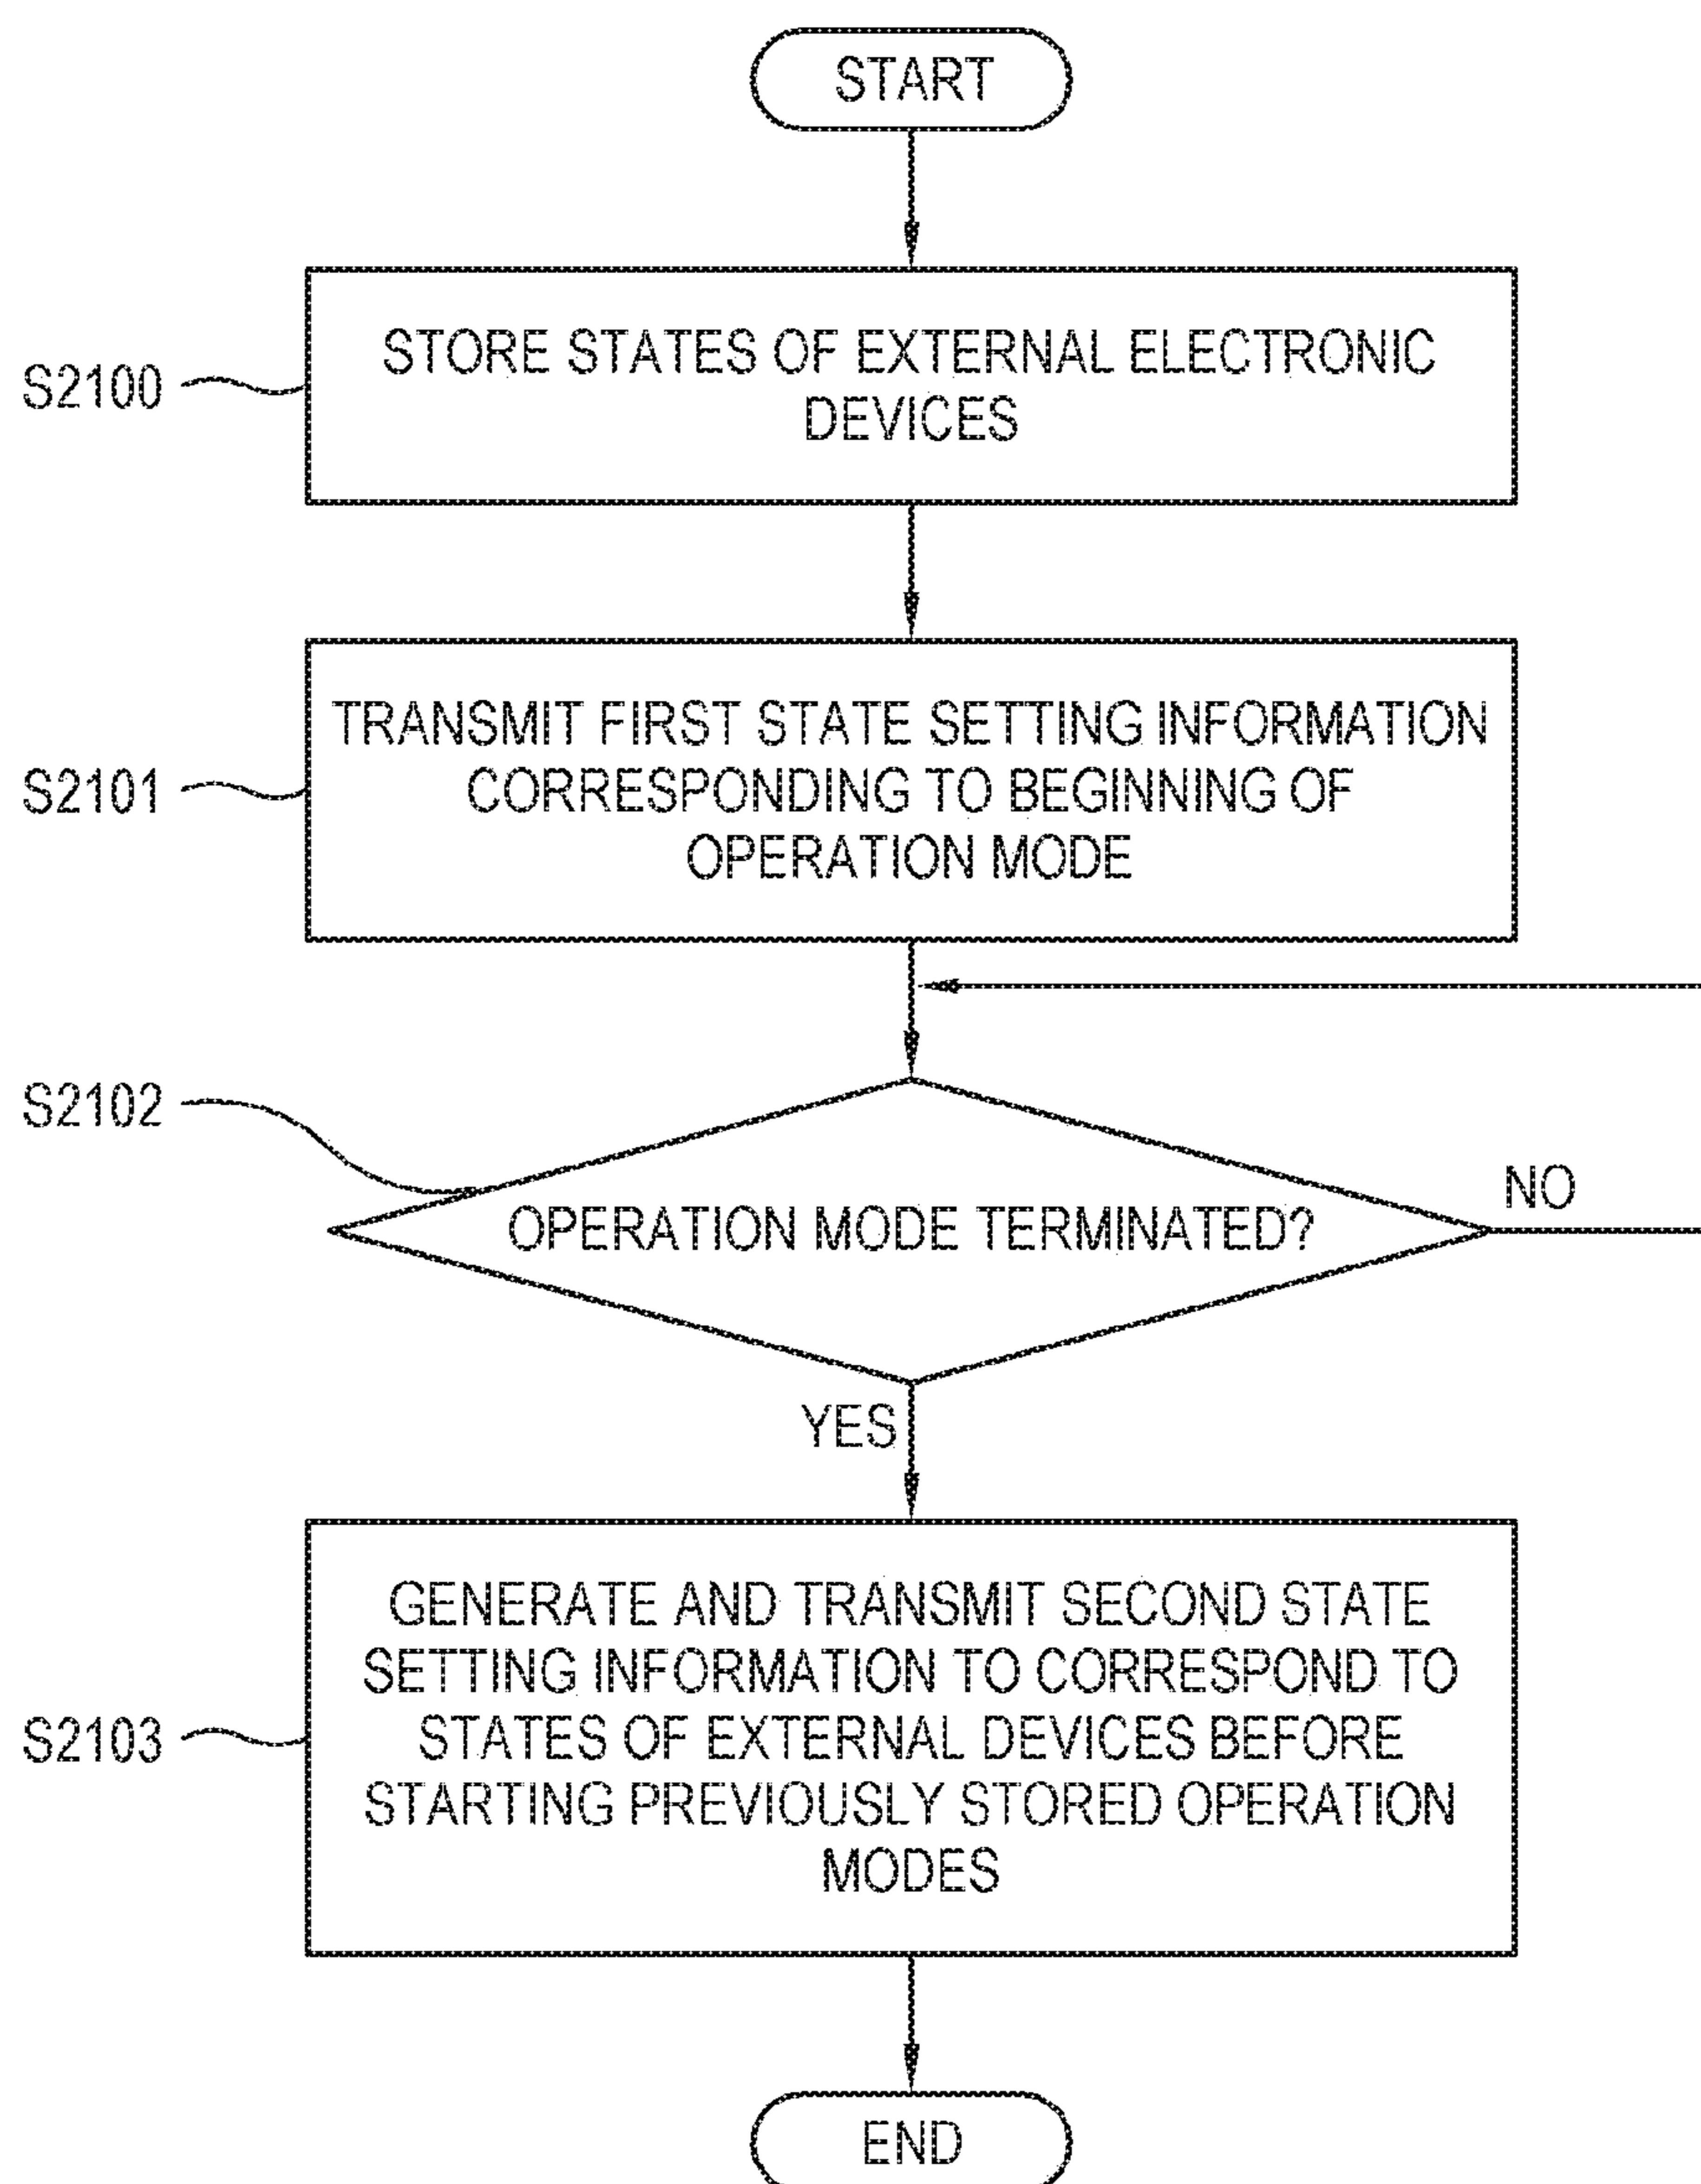 START
S2100
STORE STATES OF EXTERNAL ELECTRONIC
DEVICES
S2101
TRANSMIT FIRST STATE SETTING INFORMATION
CORRESPONDING TO BEGINNING OF
OPERATION MODE
S2102
OPERATION MODE TERMINATED?
NO
YES
S2103
GENERATE AND TRANSMIT SECOND STATE
SETTING INFORMATION TO CORRESPOND TO
STATES OF EXTERNAL DEVICES BEFORE
STARTING PREVIOUSLY STORED OPERATION
MODES
END